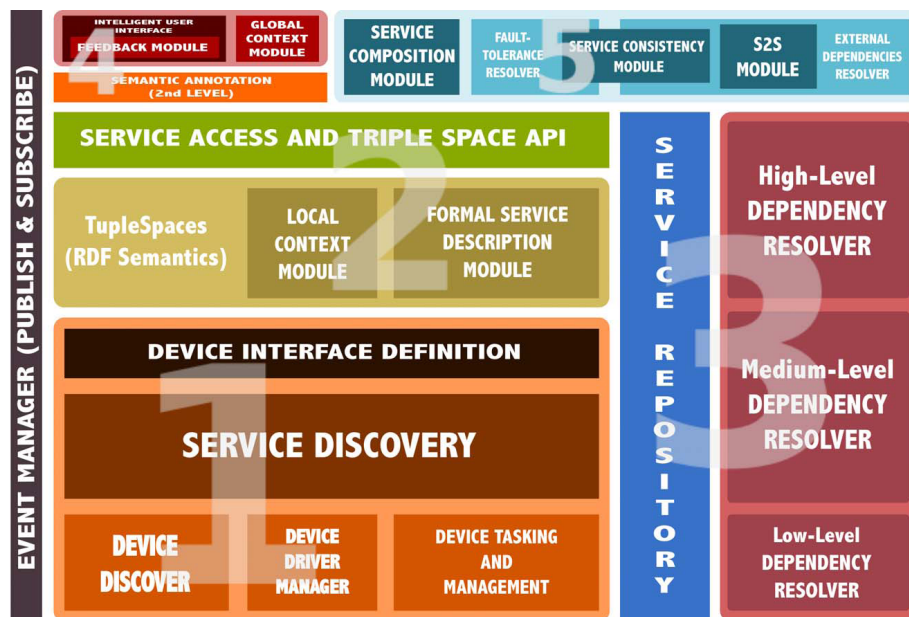 EVENT MANAGER (PUBLISH & SUBSCRIBE)
4
INTELLIGENT USER
INTERFACE
FEEDBACK MODULE
GLOBAL
CONTEXT
MODULE
SEMANTIC ANNOTATION
(2nd LEVEL)
5
SERVICE
COMPOSITION
MODULE
FAULT-
TOLERANCE
RESOLVER
SERVICE CONSISTENCY
MODULE
S2S
MODULE
EXTERNAL
DEPENDENCIES
RESOLVER
2
SERVICE ACCESS AND TRIPLE SPACE API
TupleSpaces
(RDF Semantics)
LOCAL
CONTEXT
MODULE
FORMAL SERVICE
DESCRIPTION
MODULE
1
DEVICE INTERFACE DEFINITION
SERVICE DISCOVERY
DEVICE
DISCOVER
DEVICE
DRIVER
MANAGER
DEVICE TASKING
AND
MANAGEMENT
SERVICE REPOSITORY
3
High-Level
DEPENDENCY
RESOLVER
Medium-Level
DEPENDENCY
RESOLVER
Low-Level
DEPENDENCY
RESOLVER